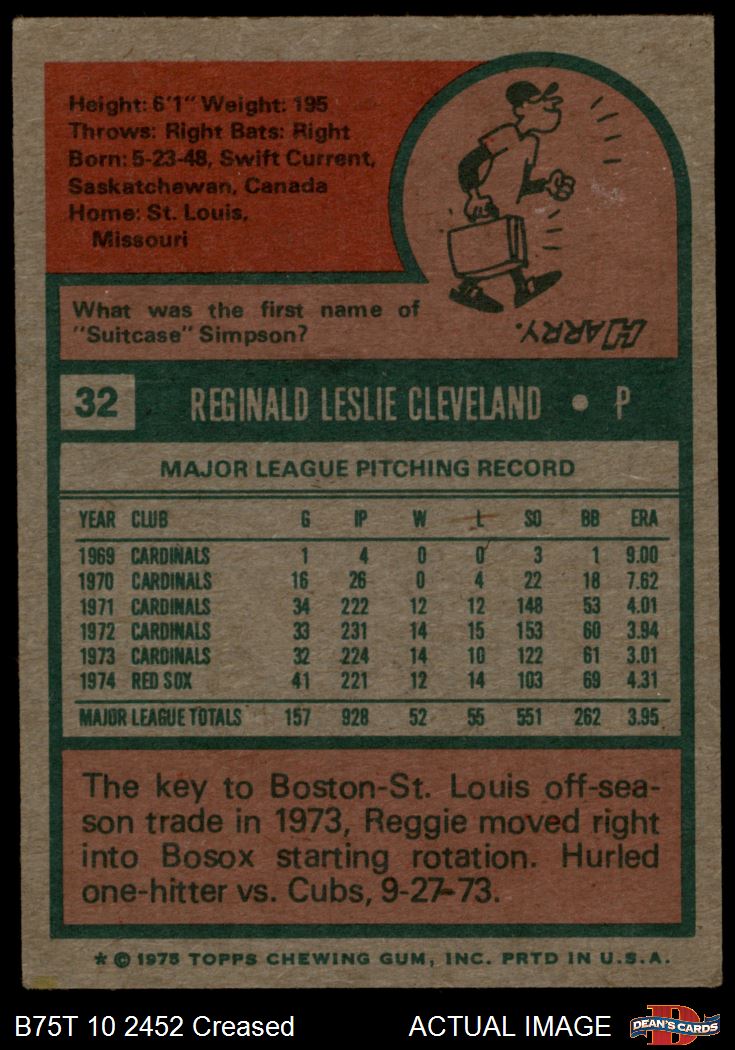 Height: 6'1" Weight: 195
Throws: Right Bats: Right
Born: 5-23-48, Swift Current,
Saskatchewan, Canada
Home: St. Louis,
Missouri
What was the first name of
"Suitcase" Simpson?
HARRY.
32 REGINALD LESLIE CLEVELAND • P
MAJOR LEAGUE PITCHING RECORD
YEAR CLUB G IP W L SO BB ERA
1969 CARDINALS 1 4 0 0 3 1 9.00
1970 CARDINALS 16 26 0 4 22 18 7.62
1971 CARDINALS 34 222 12 12 148 53 4.01
1972 CARDINALS 33 231 14 15 153 60 3.94
1973 CARDINALS 32 224 14 10 122 61 3.01
1974 RED SOX 41 221 12 14 103 69 4.31
MAJOR LEAGUE TOTALS 157 928 52 55 551 262 3.95
The key to Boston-St. Louis off-sea-
son trade in 1973, Reggie moved right
into Bosox starting rotation. Hurled
one-hitter vs. Cubs, 9-27-73.
* © 1975 TOPPS CHEWING GUM, INC. PRTD IN U.S.A.
B75T 10 2452 Creased ACTUAL IMAGE
D
DEAN'S CARDS